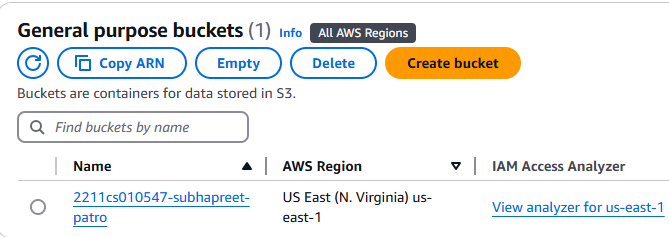 General purpose buckets (1) Info All AWS Regions
Copy ARN Empty Delete Create bucket
Buckets are containers for data stored in S3.
Find buckets by name
Name AWS Region IAM Access Analyzer
2211cs010547-subhapreet-
patro
US East (N. Virginia) us-
east-1
View analyzer for us-east-1